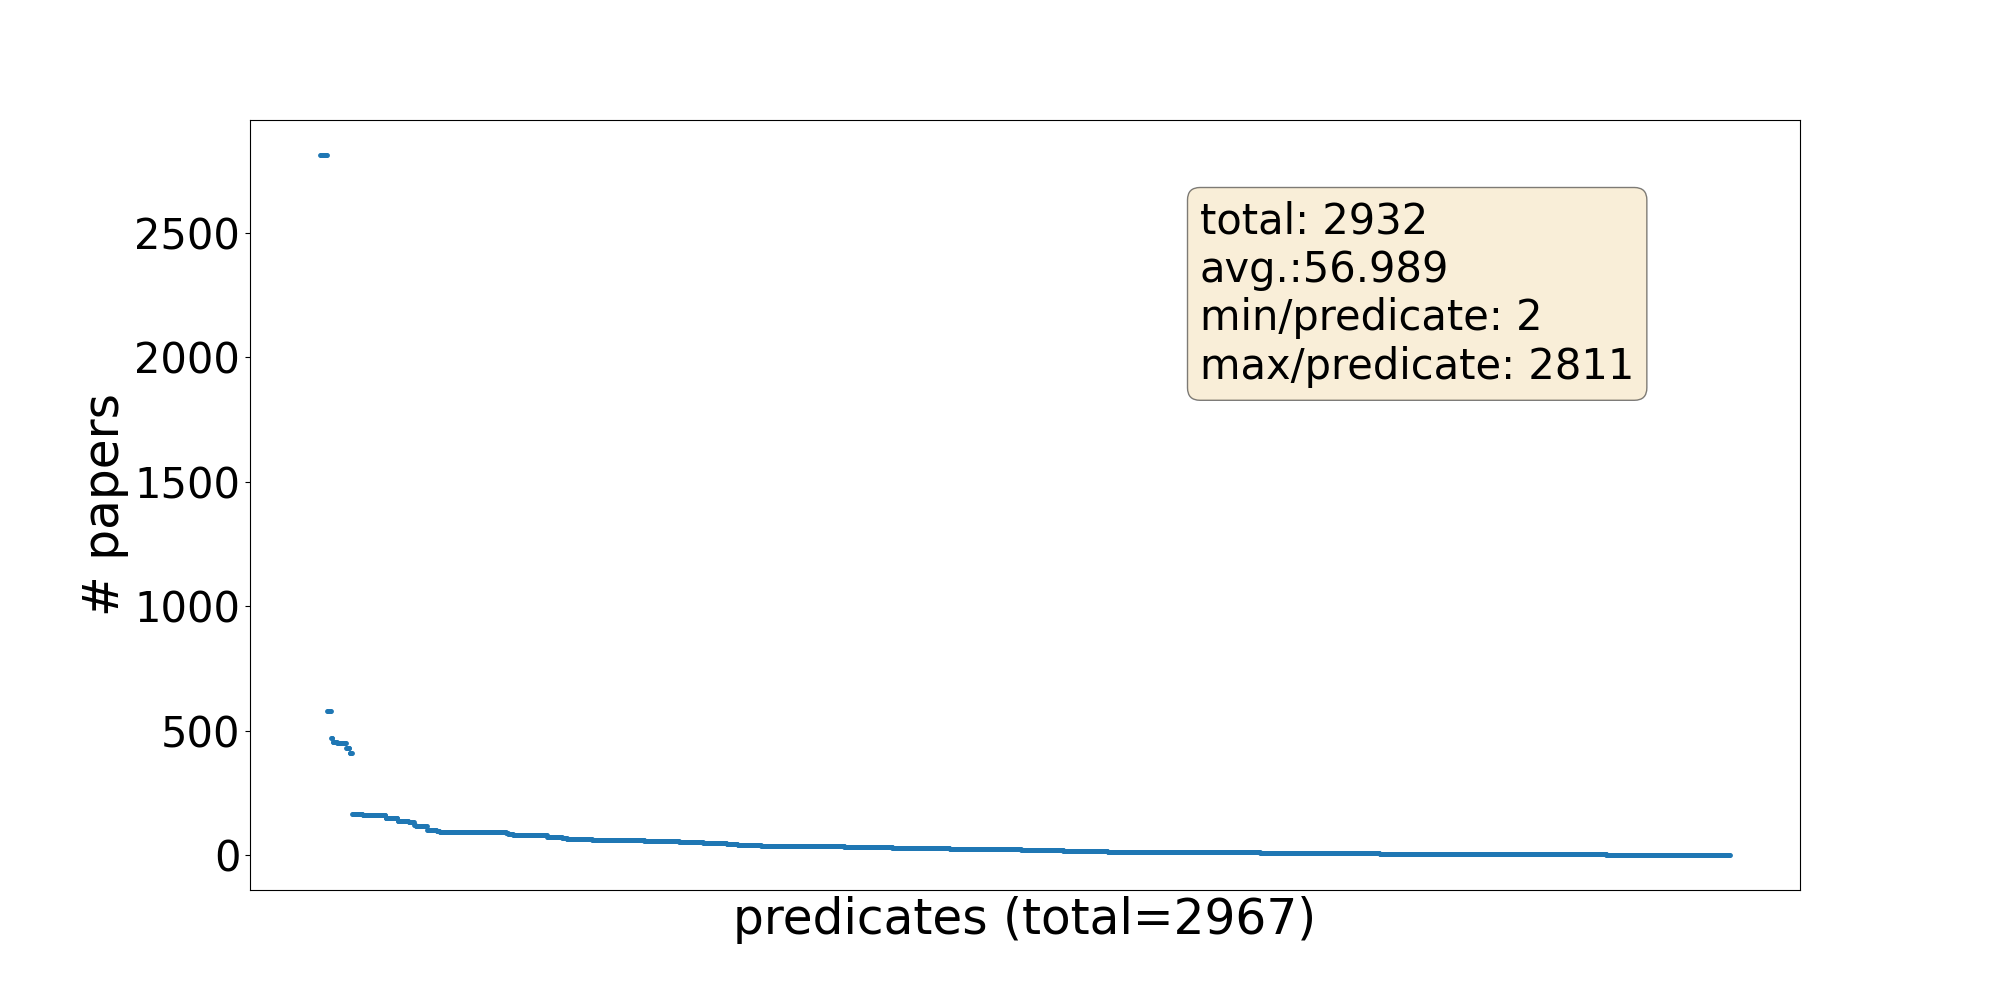 2500
2000
1500
1000
500
0
# papers
total: 2932
avg.:56.989
min/predicate: 2
max/predicate: 2811
predicates (total=2967)